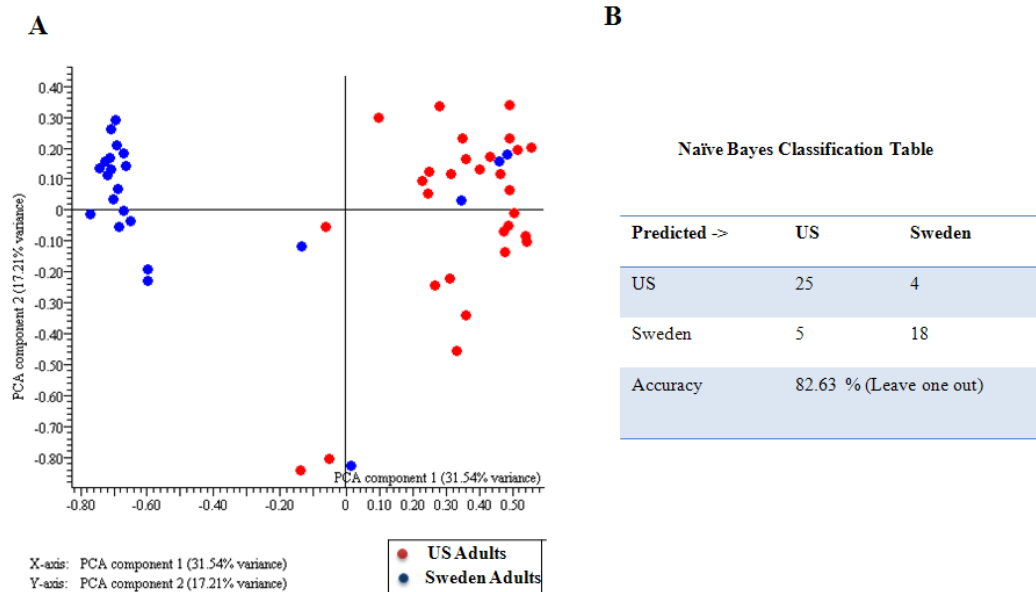 A
B
0.40
0.30
0.20
0.10
0
-0.10
-0.20
-0.30
-0.40
-0.50
-0.60
-0.70
-0.80
PCA component 2 (17.21% variance)
PCA component 1 (31.54% variance)
-0.80 -0.60 -0.40 -0.20 0 0.10 0.20 0.30 0.40 0.50
X-axis: PCA component 1 (31.54% variance)
Y-axis: PCA component 2 (17.21% variance)
US Adults
Sweden Adults
Naïve Bayes Classification Table
Predicted -> US Sweden
US 25 4
Sweden 5 18
Accuracy 82.63 % (Leave one out)